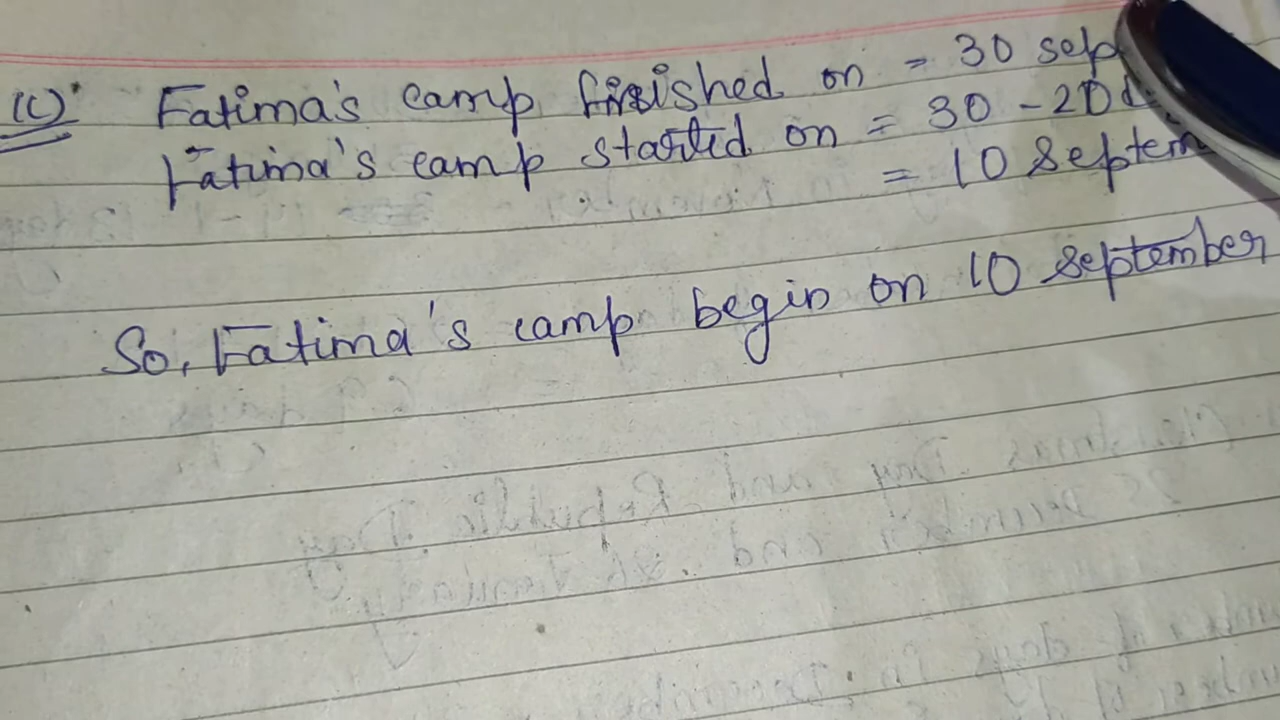 (c) Fatima's camp finished on = 30 sep
Fatima's camp started on = 30 - 20 d
= 10 Septem
So, Fatima's camp begin on 10 September